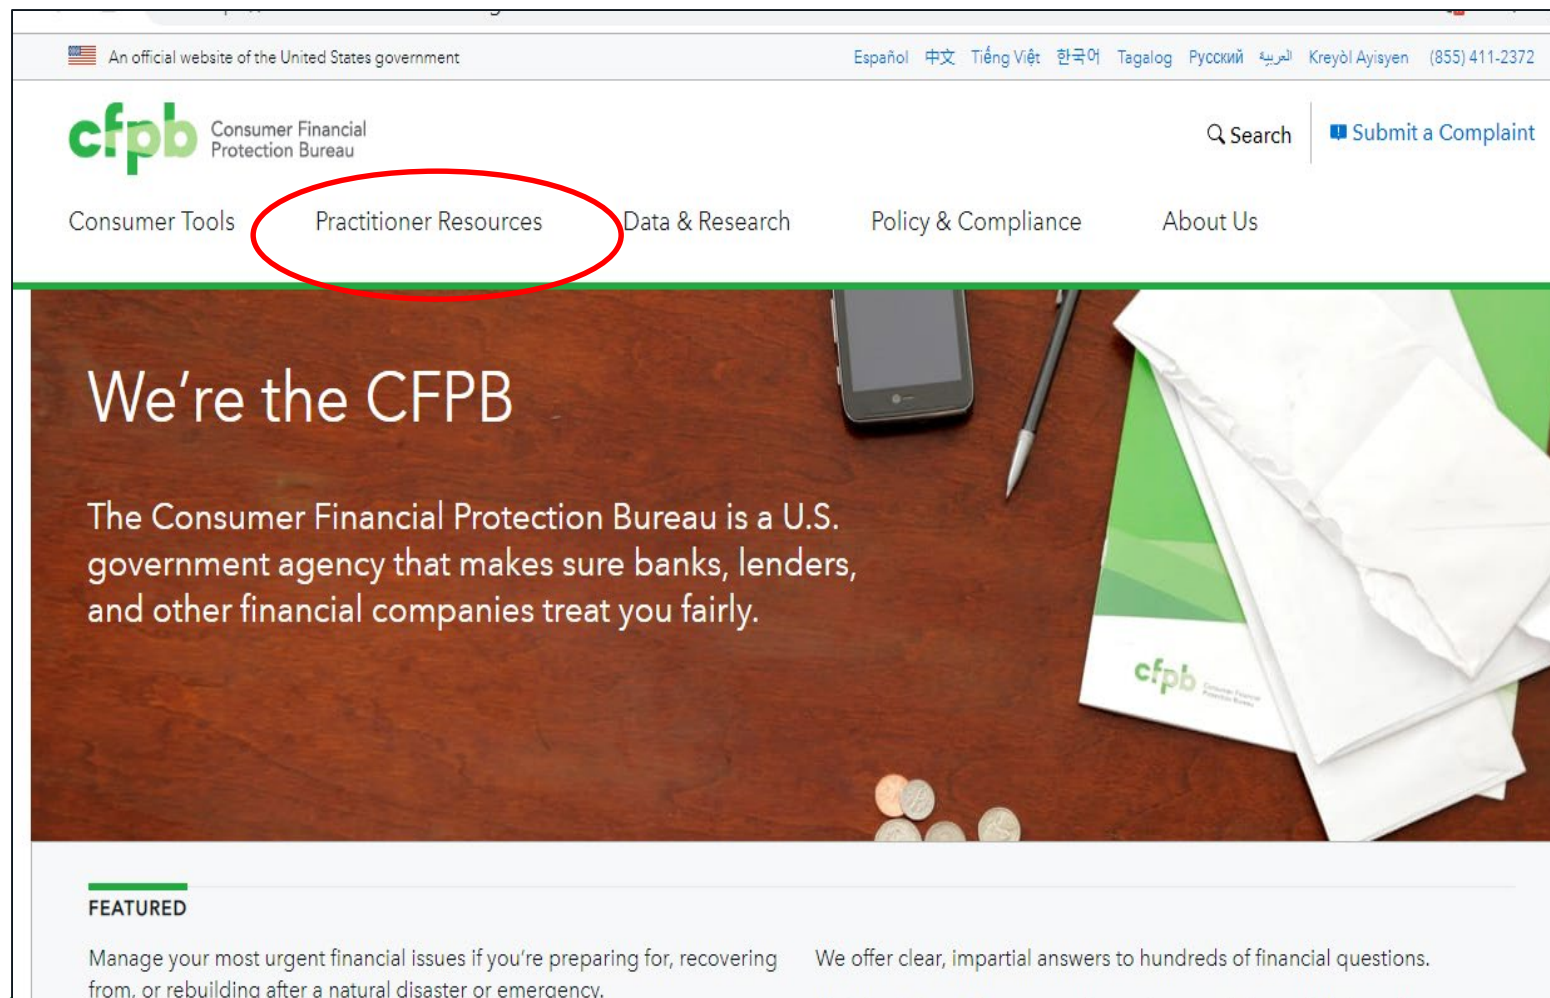 An official website of the United States government
Español 中文 Tiếng Việt 한국어 Tagalog Русский العربية Kreyòl Ayisyen (855) 411-2372
cfpb Consumer Financial
Protection Bureau
Search Submit a Complaint
Consumer Tools Practitioner Resources Data & Research Policy & Compliance About Us
We're the CFPB
The Consumer Financial Protection Bureau is a U.S.
government agency that makes sure banks, lenders,
and other financial companies treat you fairly.
cfpb Consumer Financial
Protection Bureau
FEATURED
Manage your most urgent financial issues if you're preparing for, recovering
from, or rebuilding after a natural disaster or emergency.
We offer clear, impartial answers to hundreds of financial questions.